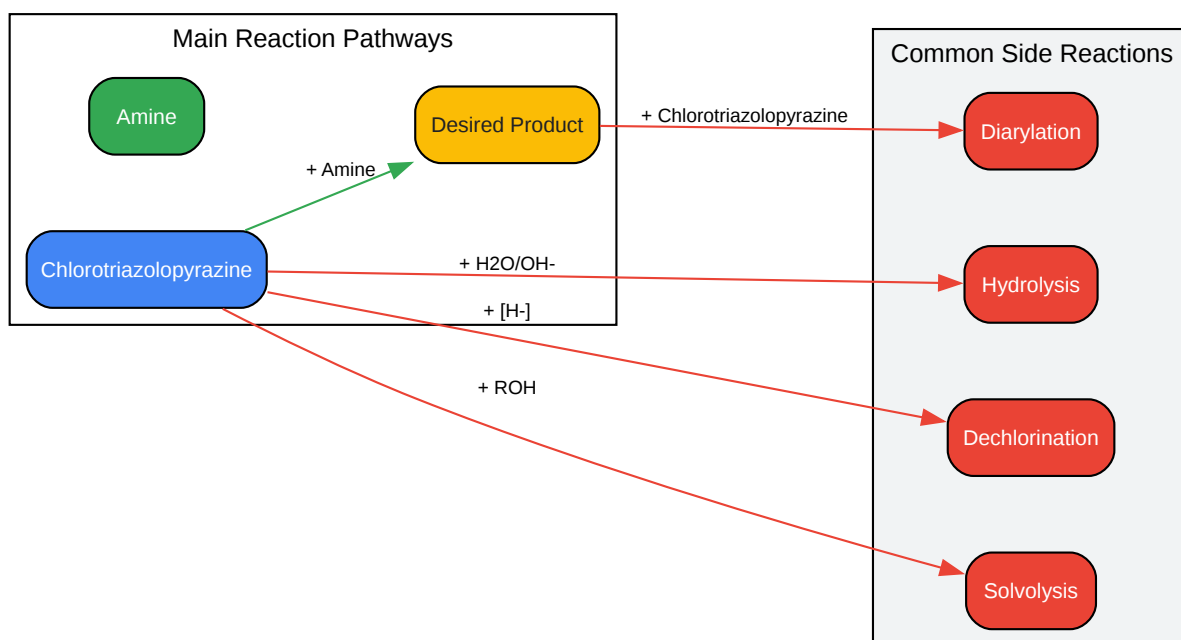 Main Reaction Pathways
Common Side Reactions
Amine
Desired Product
+ Chlorotriazolopyrazine
Diarylation
+ Amine
Chlorotriazolopyrazine
+ H2O/OH-
Hydrolysis
+ [H-]
+ ROH
Dechlorination
Solvolysis